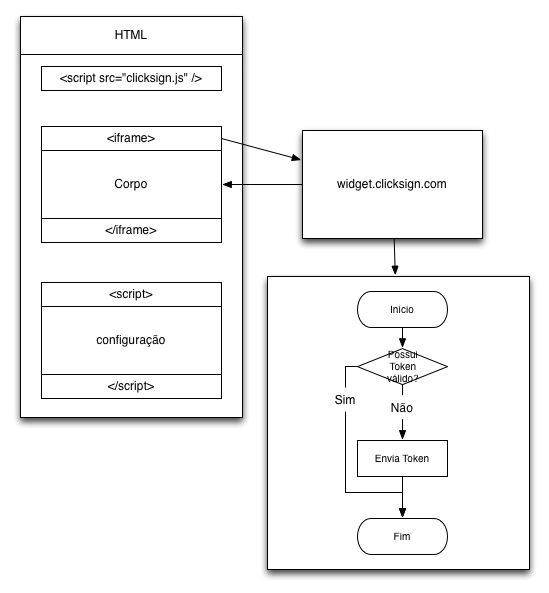 HTML
<script src="clicksign.js" />
<iframe>
Corpo
</iframe>
<script>
configuração
</script>
widget.clicksign.com
Início
Possui
Token
válido?
Sim
Não
Envia Token
Fim